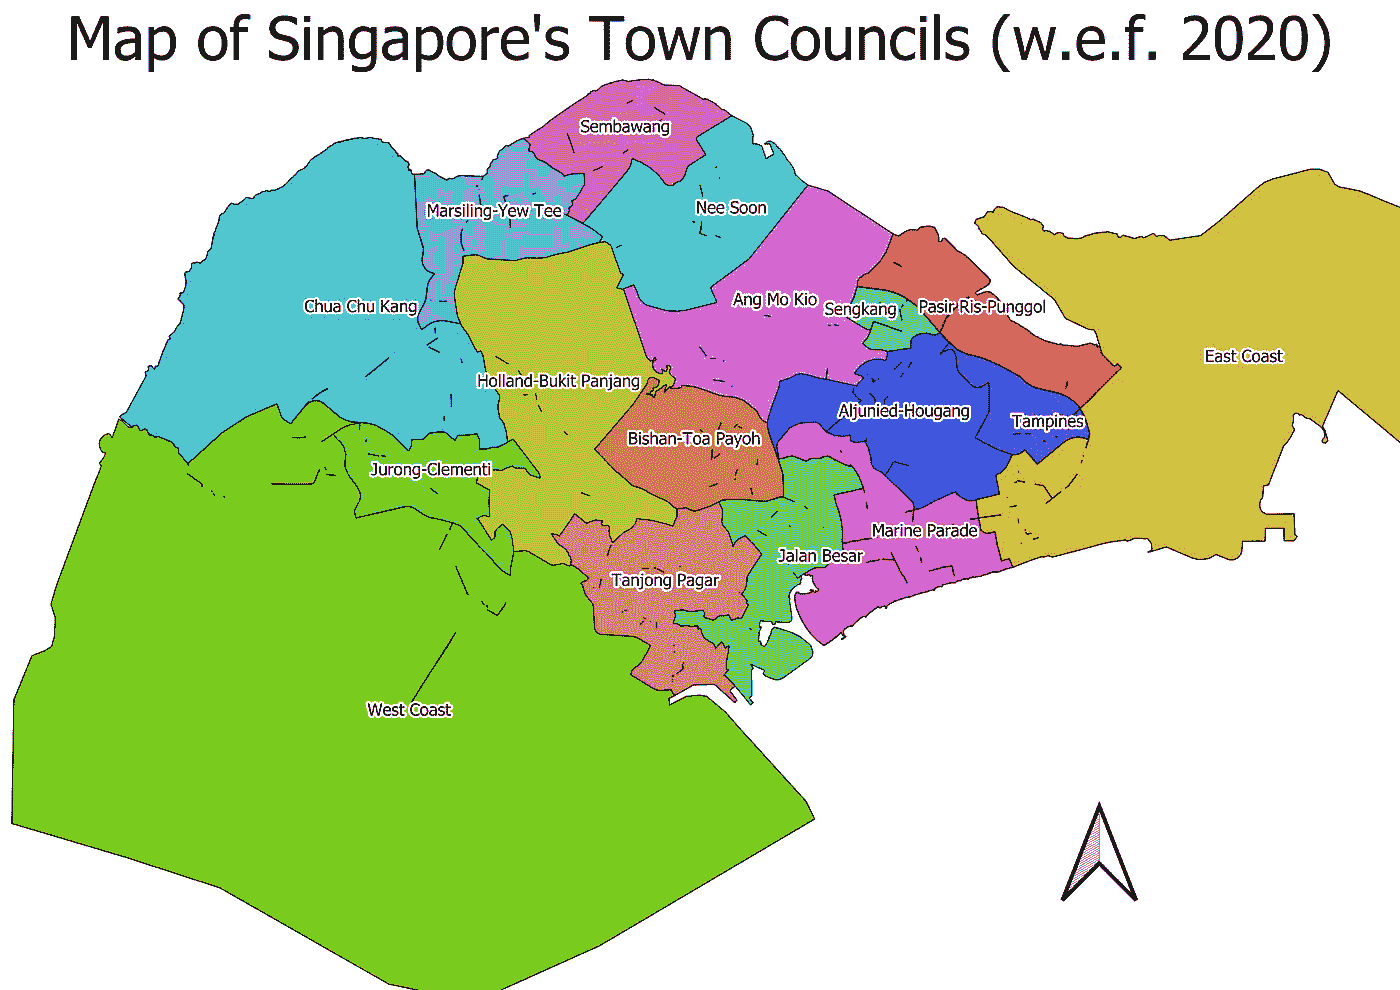 Map of Singapore's Town Councils (w.e.f. 2020)
Sembawang
Marsiling-Yew Tee
Nee Soon
Chua Chu Kang
Ang Mo Kio
Sengkang
Pasir Ris-Punggol
East Coast
Holland-Bukit Panjang
Aljunied-Hougang
Tampines
Bishan-Toa Payoh
Jurong-Clementi
Marine Parade
Jalan Besar
Tanjong Pagar
West Coast